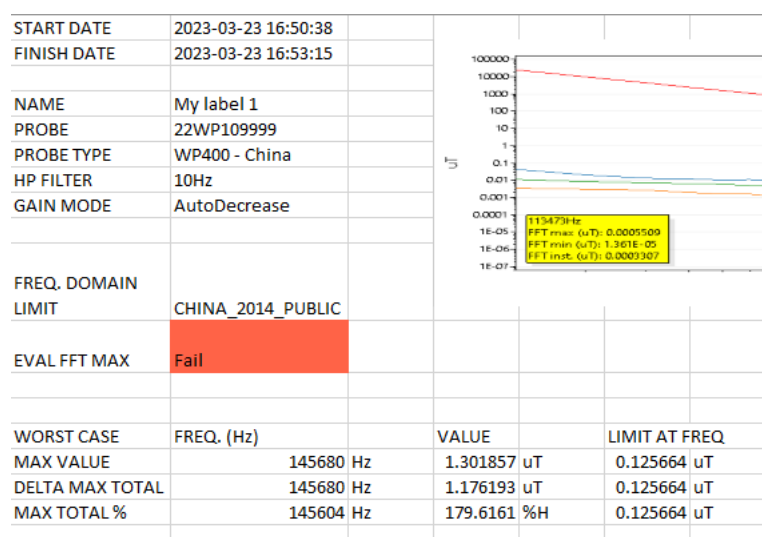 START DATE 2023-03-23 16:50:38
FINISH DATE 2023-03-23 16:53:15
NAME My label 1
PROBE 22WP109999
PROBE TYPE WP400 - China
HP FILTER 10Hz
GAIN MODE AutoDecrease
uT
100000
10000
1000
100
10
1
0.1
0.01
0.001
0.0001
1E-05
1E-06
1E-07
113473Hz
FFT max (uT): 0.0005509
FFT min (uT): 1.361E-05
FFT inst. (uT): 0.0003307
FREQ. DOMAIN
LIMIT CHINA_2014_PUBLIC
EVAL FFT MAX Fail
WORST CASE FREQ. (Hz) VALUE LIMIT AT FREQ
MAX VALUE 145680 Hz 1.301857 uT 0.125664 uT
DELTA MAX TOTAL 145680 Hz 1.176193 uT 0.125664 uT
MAX TOTAL % 145604 Hz 179.6161 %H 0.125664 uT